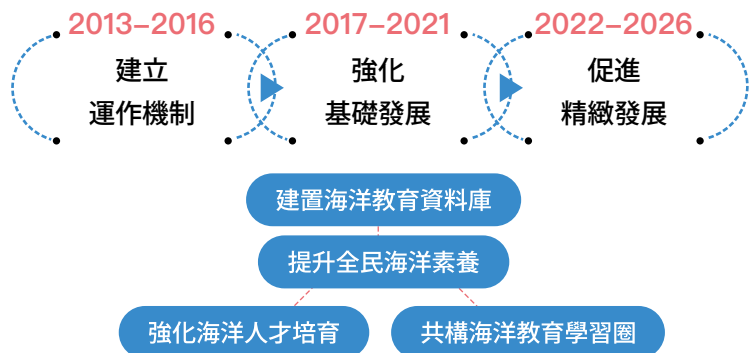 2013–2016
建立
運作機制
2017–2021
強化
基礎發展
2022–2026
促進
精緻發展
建置海洋教育資料庫
提升全民海洋素養
強化海洋人才培育
共構海洋教育學習圈